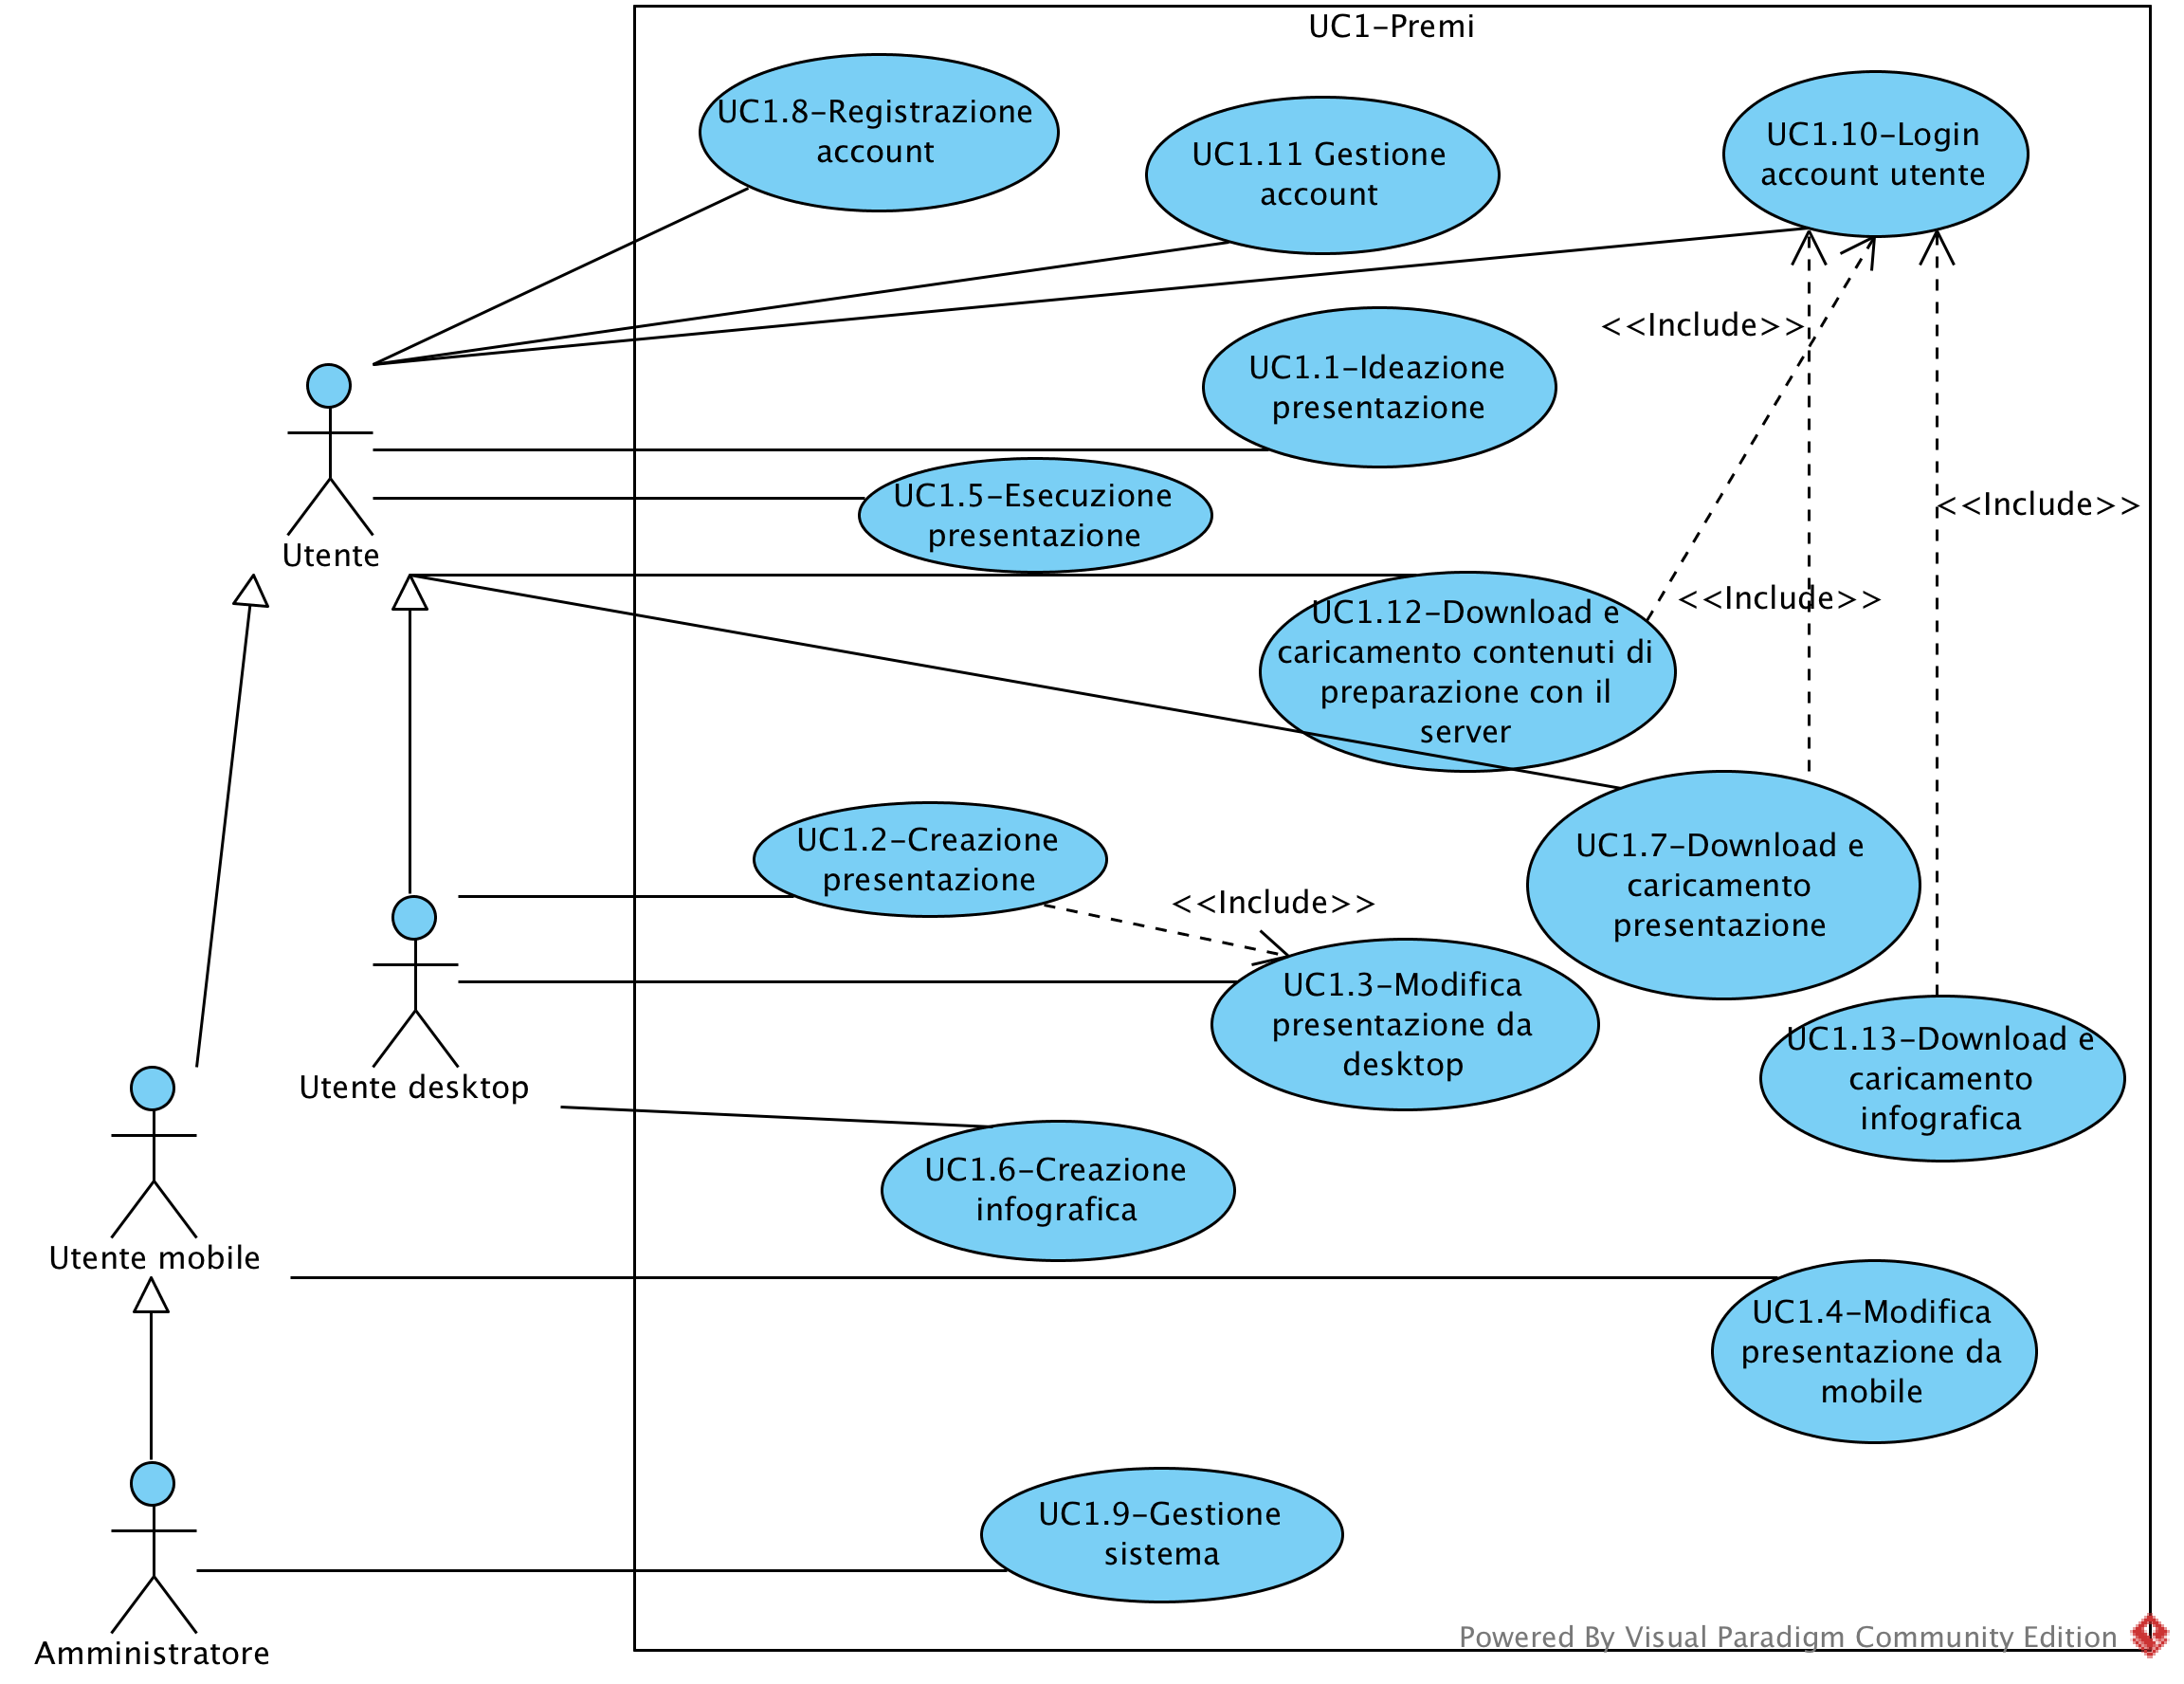 UC1-Premi
UC1.8-Registrazione
account
UC1.11 Gestione
account
UC1.10-Login
account utente
<<Include>>
UC1.1-Ideazione
presentazione
UC1.5-Esecuzione
presentazione
<<Include>>
Utente
<<Include>>
UC1.12-Download e
caricamento contenuti di
preparazione con il
server
UC1.2-Creazione
presentazione
UC1.7-Download e
caricamento
presentazione
<<Include>>
UC1.3-Modifica
presentazione da
desktop
Utente desktop
UC1.13-Download e
caricamento
infografica
UC1.6-Creazione
infografica
Utente mobile
UC1.4-Modifica
presentazione da
mobile
UC1.9-Gestione
sistema
Amministratore
Powered By Visual Paradigm Community Edition